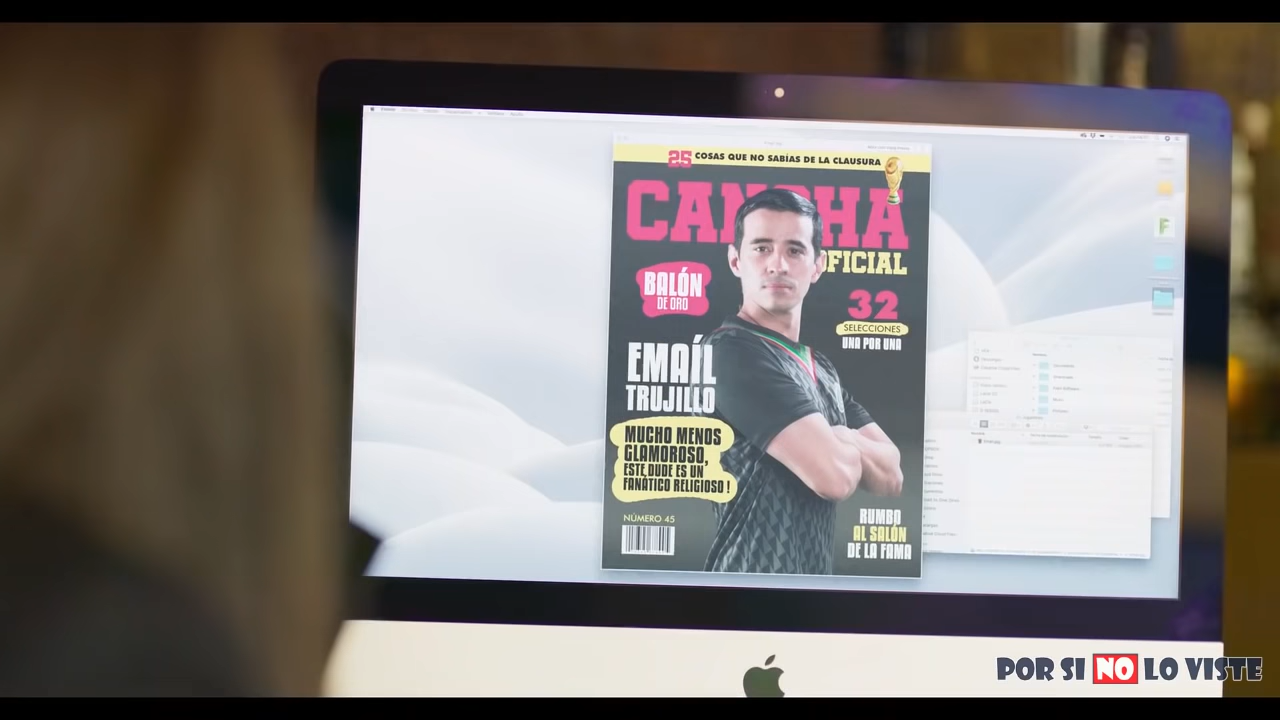 25 COSAS QUE NO SABÍAS DE LA CLAUSURA
CANCHA
OFICIAL
BALÓN
DE ORO
32
SELECCIONES
UNA POR UNA
EMAÍL
TRUJILLO
MUCHO MENOS
GLAMOROSO,
ESTE DUDE ES UN
FANÁTICO RELIGIOSO !
NÚMERO 45
RUMBO
AL SALÓN
DE LA FAMA
F
POR SI NO LO VISTE